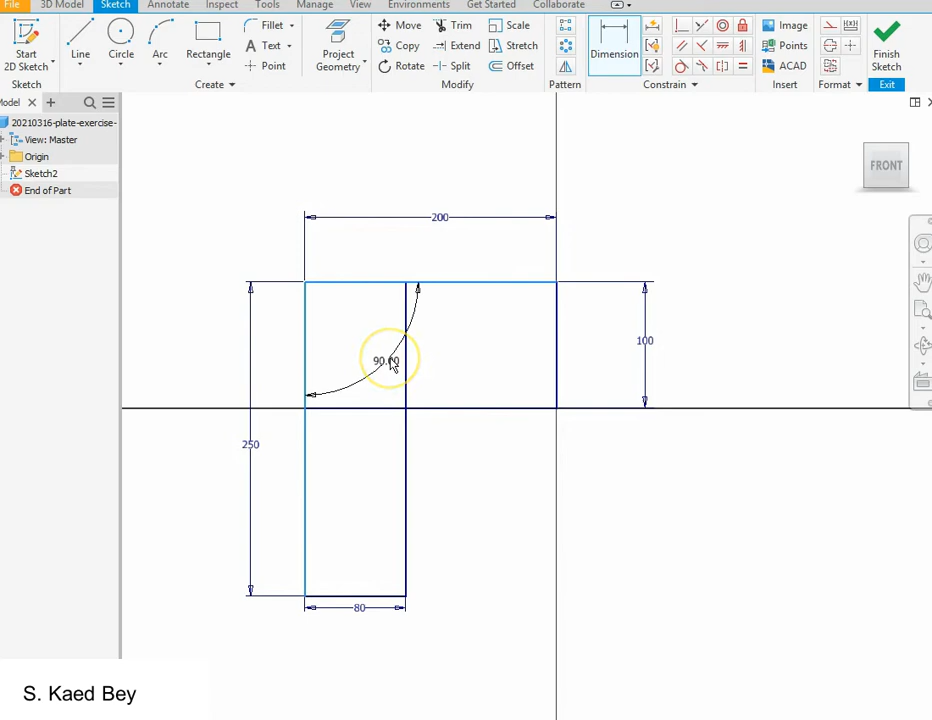 File 3D Model Sketch Annotate Inspect Tools Manage View Environments Get Started Collaborate
Start
2D Sketch
Line
Circle
Arc
Rectangle
Fillet
Text
Point
Project
Geometry
Move
Copy
Rotate
Trim
Extend
Split
Scale
Stretch
Offset
Dimension
Image
Points
ACAD
Finish
Sketch
Sketch Create Modify Pattern Constrain Insert Format Exit
Model
20210316-plate-exercise-
View: Master
Origin
Sketch2
End of Part
FRONT
200
100
250
80
S. Kaed Bey